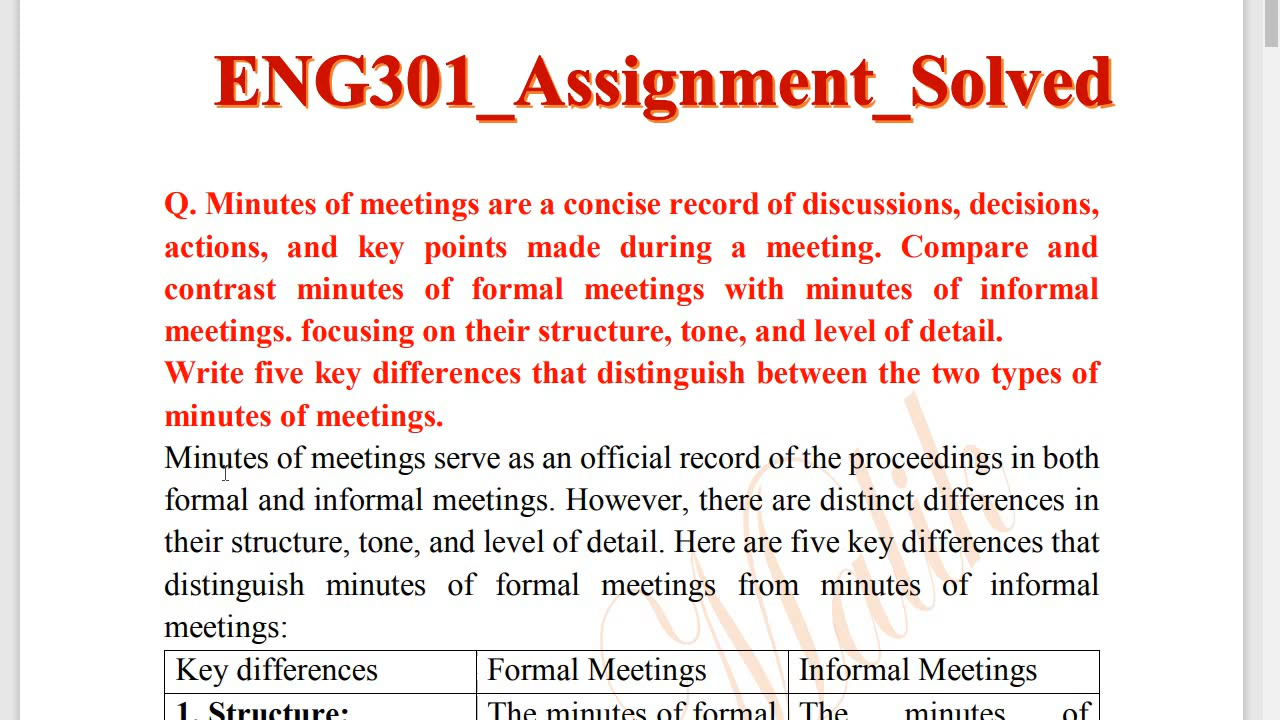 ENG301_Assignment_Solved
Q. Minutes of meetings are a concise record of discussions, decisions,
actions, and key points made during a meeting. Compare and
contrast minutes of formal meetings with minutes of informal
meetings. focusing on their structure, tone, and level of detail.
Write five key differences that distinguish between the two types of
minutes of meetings.
Minutes of meetings serve as an official record of the proceedings in both
formal and informal meetings. However, there are distinct differences in
their structure, tone, and level of detail. Here are five key differences that
distinguish minutes of formal meetings from minutes of informal
meetings:
Key differences Formal Meetings Informal Meetings
1. Structure: The minutes of formal The minutes of
Malik